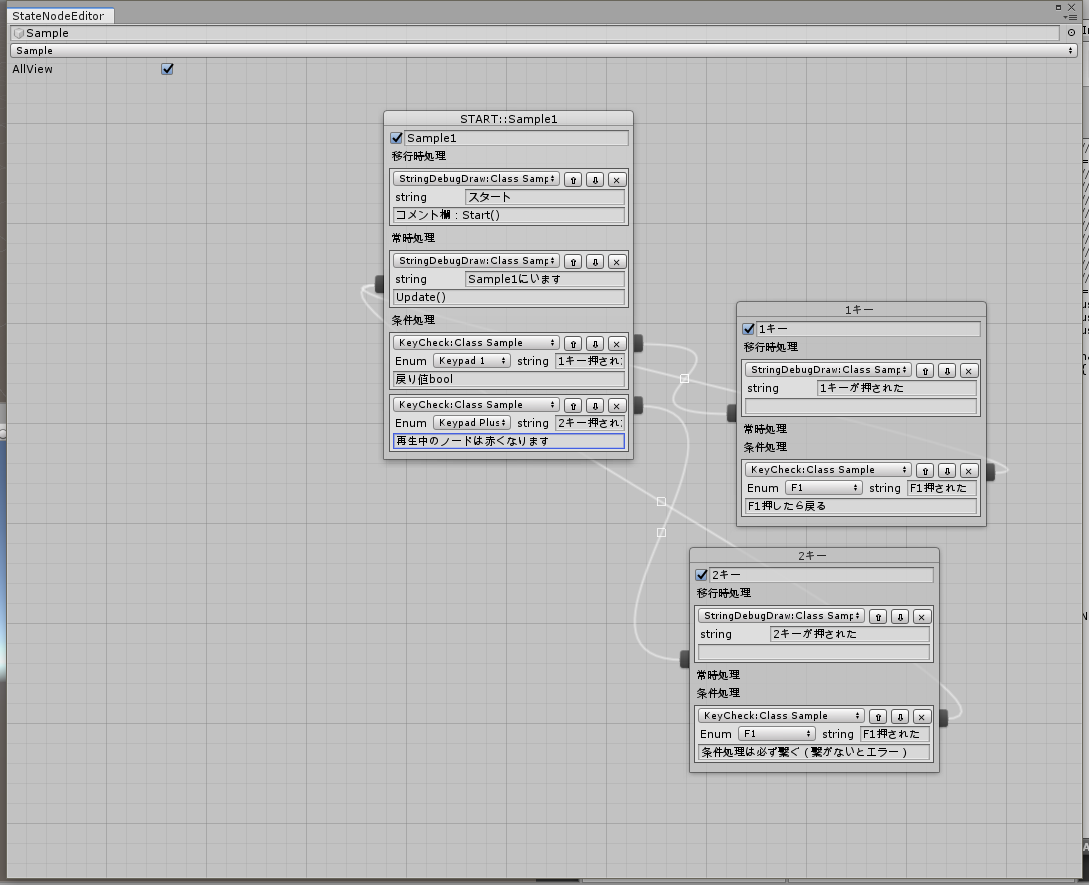 StateNodeEditor
Sample
Sample
AllView
START::Sample1
Sample1
移行時処理
StringDebugDraw:Class Samp
string スタート
コメント欄：Start()
常時処理
StringDebugDraw:Class Samp
string Sample1にいます
Update()
条件処理
KeyCheck:Class Sample
Enum Keypad 1 string 1キー押され
戻り値bool
KeyCheck:Class Sample
Enum Keypad Plus string 2キー押され
再生中のノードは赤くなります
1キー
1キー
移行時処理
StringDebugDraw:Class Samp
string 1キーが押された
常時処理
条件処理
KeyCheck:Class Sample
Enum F1 string F1押された
F1押したら戻る
2キー
2キー
移行時処理
StringDebugDraw:Class Samp
string 2キーが押された
常時処理
条件処理
KeyCheck:Class Sample
Enum F1 string F1押された
条件処理は必ず繋ぐ（繋がないとエラー）